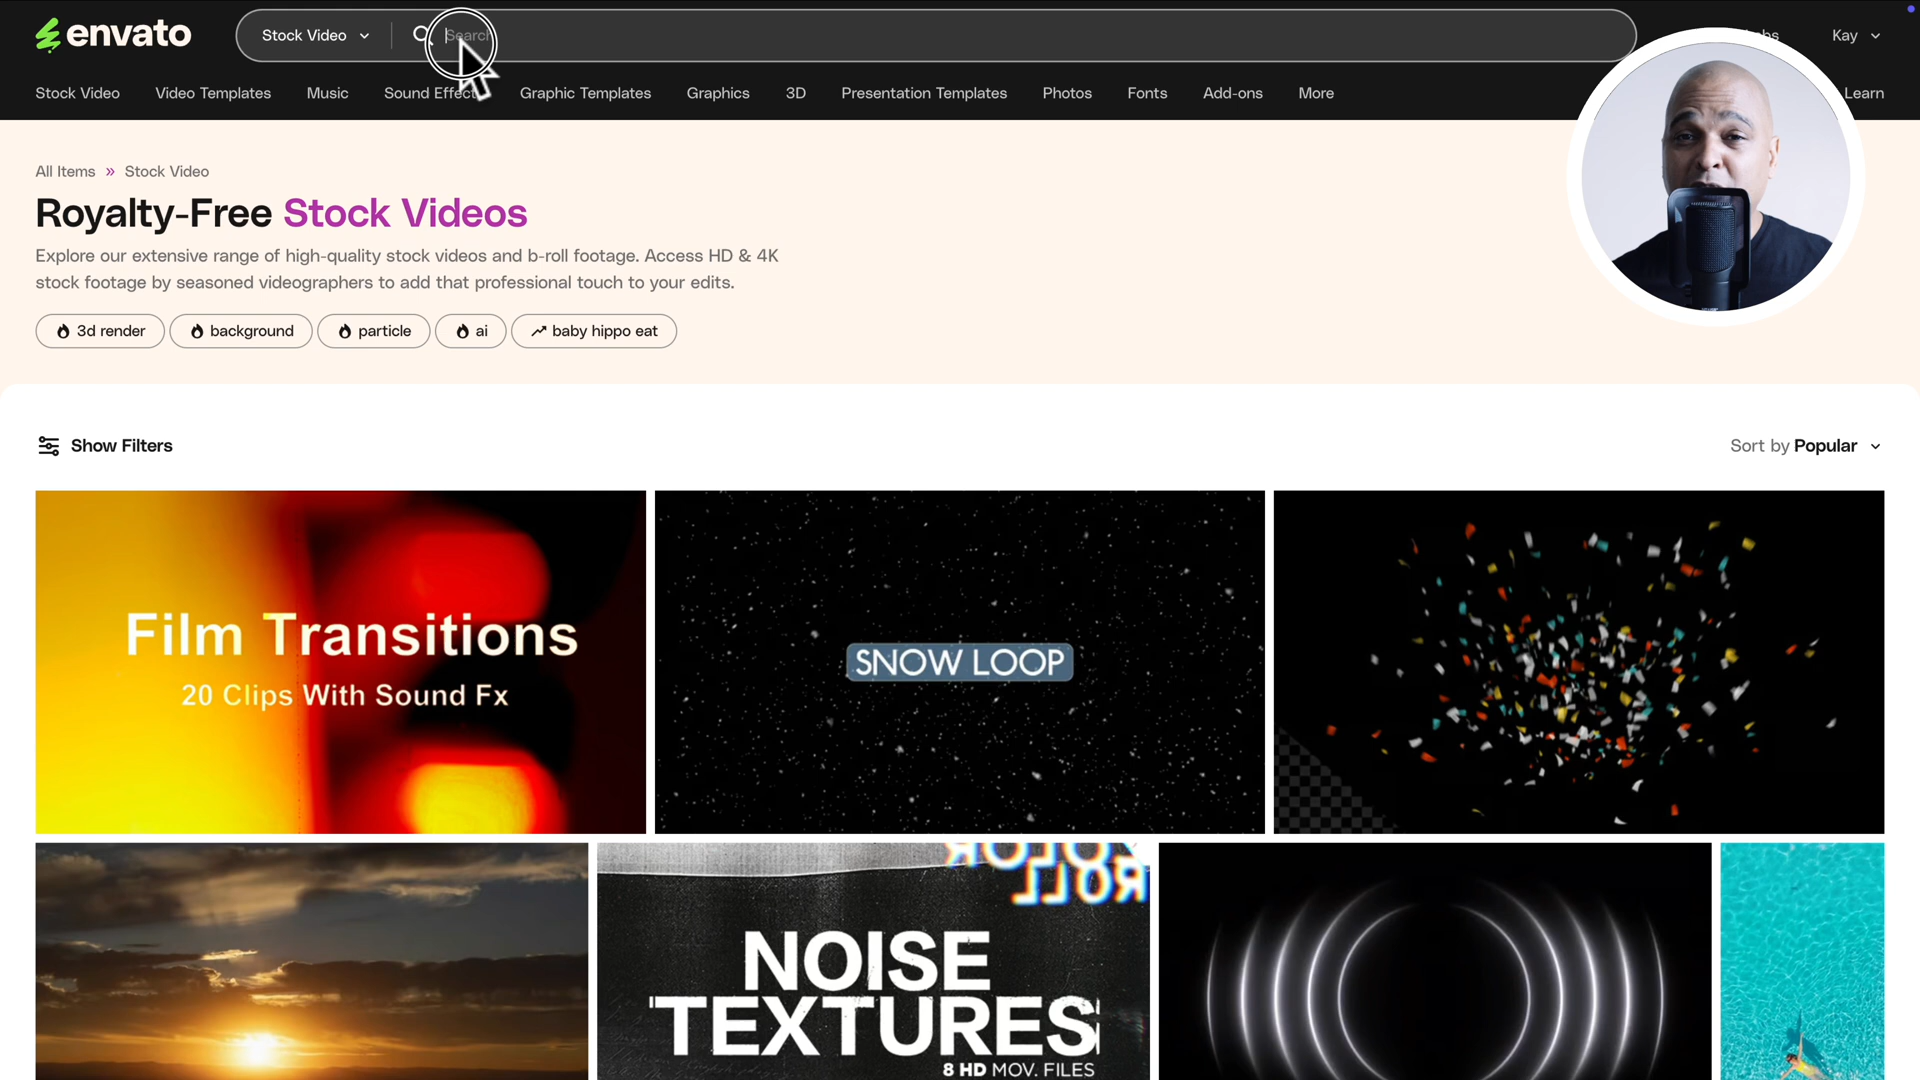 envato
Stock Video
Search
Kay
Stock Video
Video Templates
Music
Sound Effects
Graphic Templates
Graphics
3D
Presentation Templates
Photos
Fonts
Add-ons
More
Learn
All Items » Stock Video
Royalty-Free Stock Videos
Explore our extensive range of high-quality stock videos and b-roll footage. Access HD & 4K
stock footage by seasoned videographers to add that professional touch to your edits.
3d render
background
particle
ai
baby hippo eat
Show Filters
Sort by Popular
Film Transitions
20 Clips With Sound Fx
SNOW LOOP
COLOR
ROLL
NOISE
TEXTURES
8 HD MOV. FILES